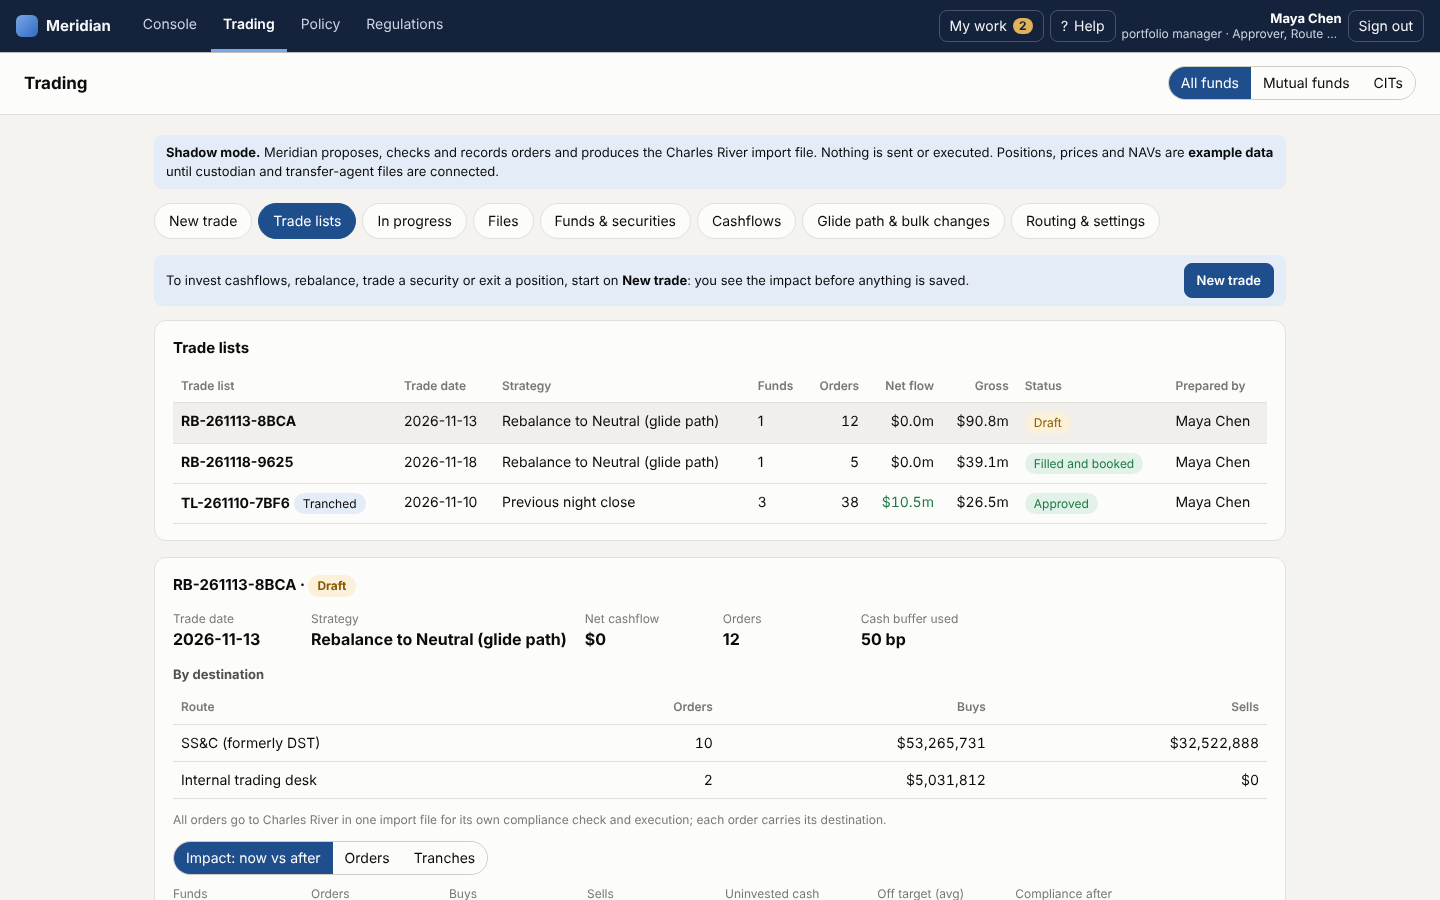 Meridian Console Trading Policy Regulations My work 2 ? Help Maya Chen Sign out
portfolio manager · Approver, Route ...
Trading All funds Mutual funds CITs
Shadow mode. Meridian proposes, checks and records orders and produces the Charles River import file. Nothing is sent or executed. Positions, prices and NAVs are example data
until custodian and transfer-agent files are connected.
New trade Trade lists In progress Files Funds & securities Cashflows Glide path & bulk changes Routing & settings
To invest cashflows, rebalance, trade a security or exit a position, start on New trade: you see the impact before anything is saved. New trade
Trade lists
Trade list Trade date Strategy Funds Orders Net flow Gross Status Prepared by
RB-261113-8BCA 2026-11-13 Rebalance to Neutral (glide path) 1 12 $0.0m $90.8m Draft Maya Chen
RB-261118-9625 2026-11-18 Rebalance to Neutral (glide path) 1 5 $0.0m $39.1m Filled and booked Maya Chen
TL-261110-7BF6 Tranched 2026-11-10 Previous night close 3 38 $10.5m $26.5m Approved Maya Chen
RB-261113-8BCA · Draft
Trade date Strategy Net cashflow Orders Cash buffer used
2026-11-13 Rebalance to Neutral (glide path) $0 12 50 bp
By destination
Route Orders Buys Sells
SS&C (formerly DST) 10 $53,265,731 $32,522,888
Internal trading desk 2 $5,031,812 $0
All orders go to Charles River in one import file for its own compliance check and execution; each order carries its destination.
Impact: now vs after Orders Tranches
Funds Orders Buys Sells Uninvested cash Off target (avg) Compliance after